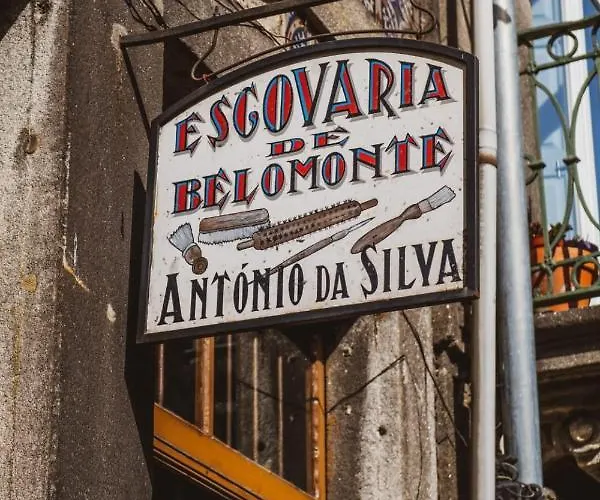 ESCOVARIA
DE
BELOMONTE
ANTÓNIO DA SILVA